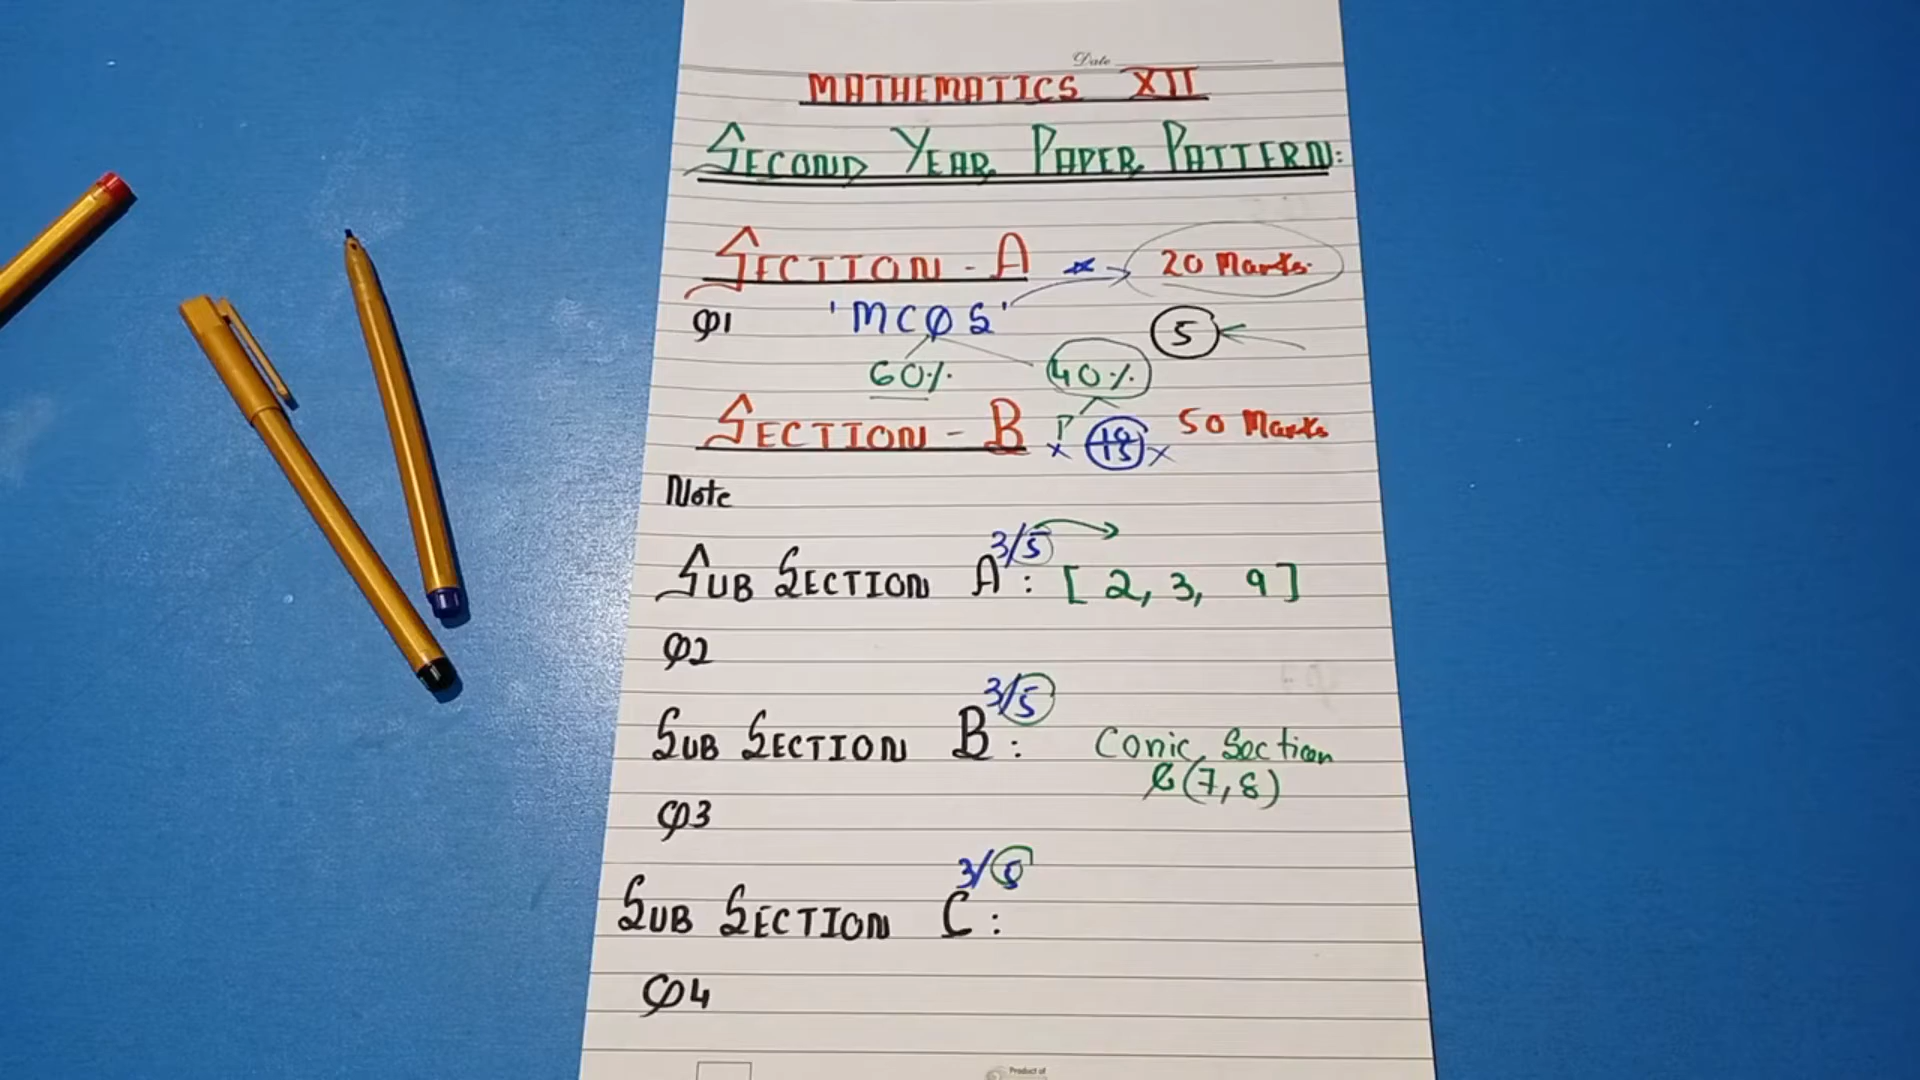 Date
MATHEMATICS XII
SECOND YEAR PAPER PATTERN:
SECTION - A 20 Marks.
Q1 'MCQS' 5
60% 40%
SECTION - B 50 Marks
Note
3/5
SUB SECTION A: [2, 3, 9]
Q2
3/5
SUB SECTION B: Conic Section
(7,8)
Q3
3/5
SUB SECTION C:
Q4
Product of